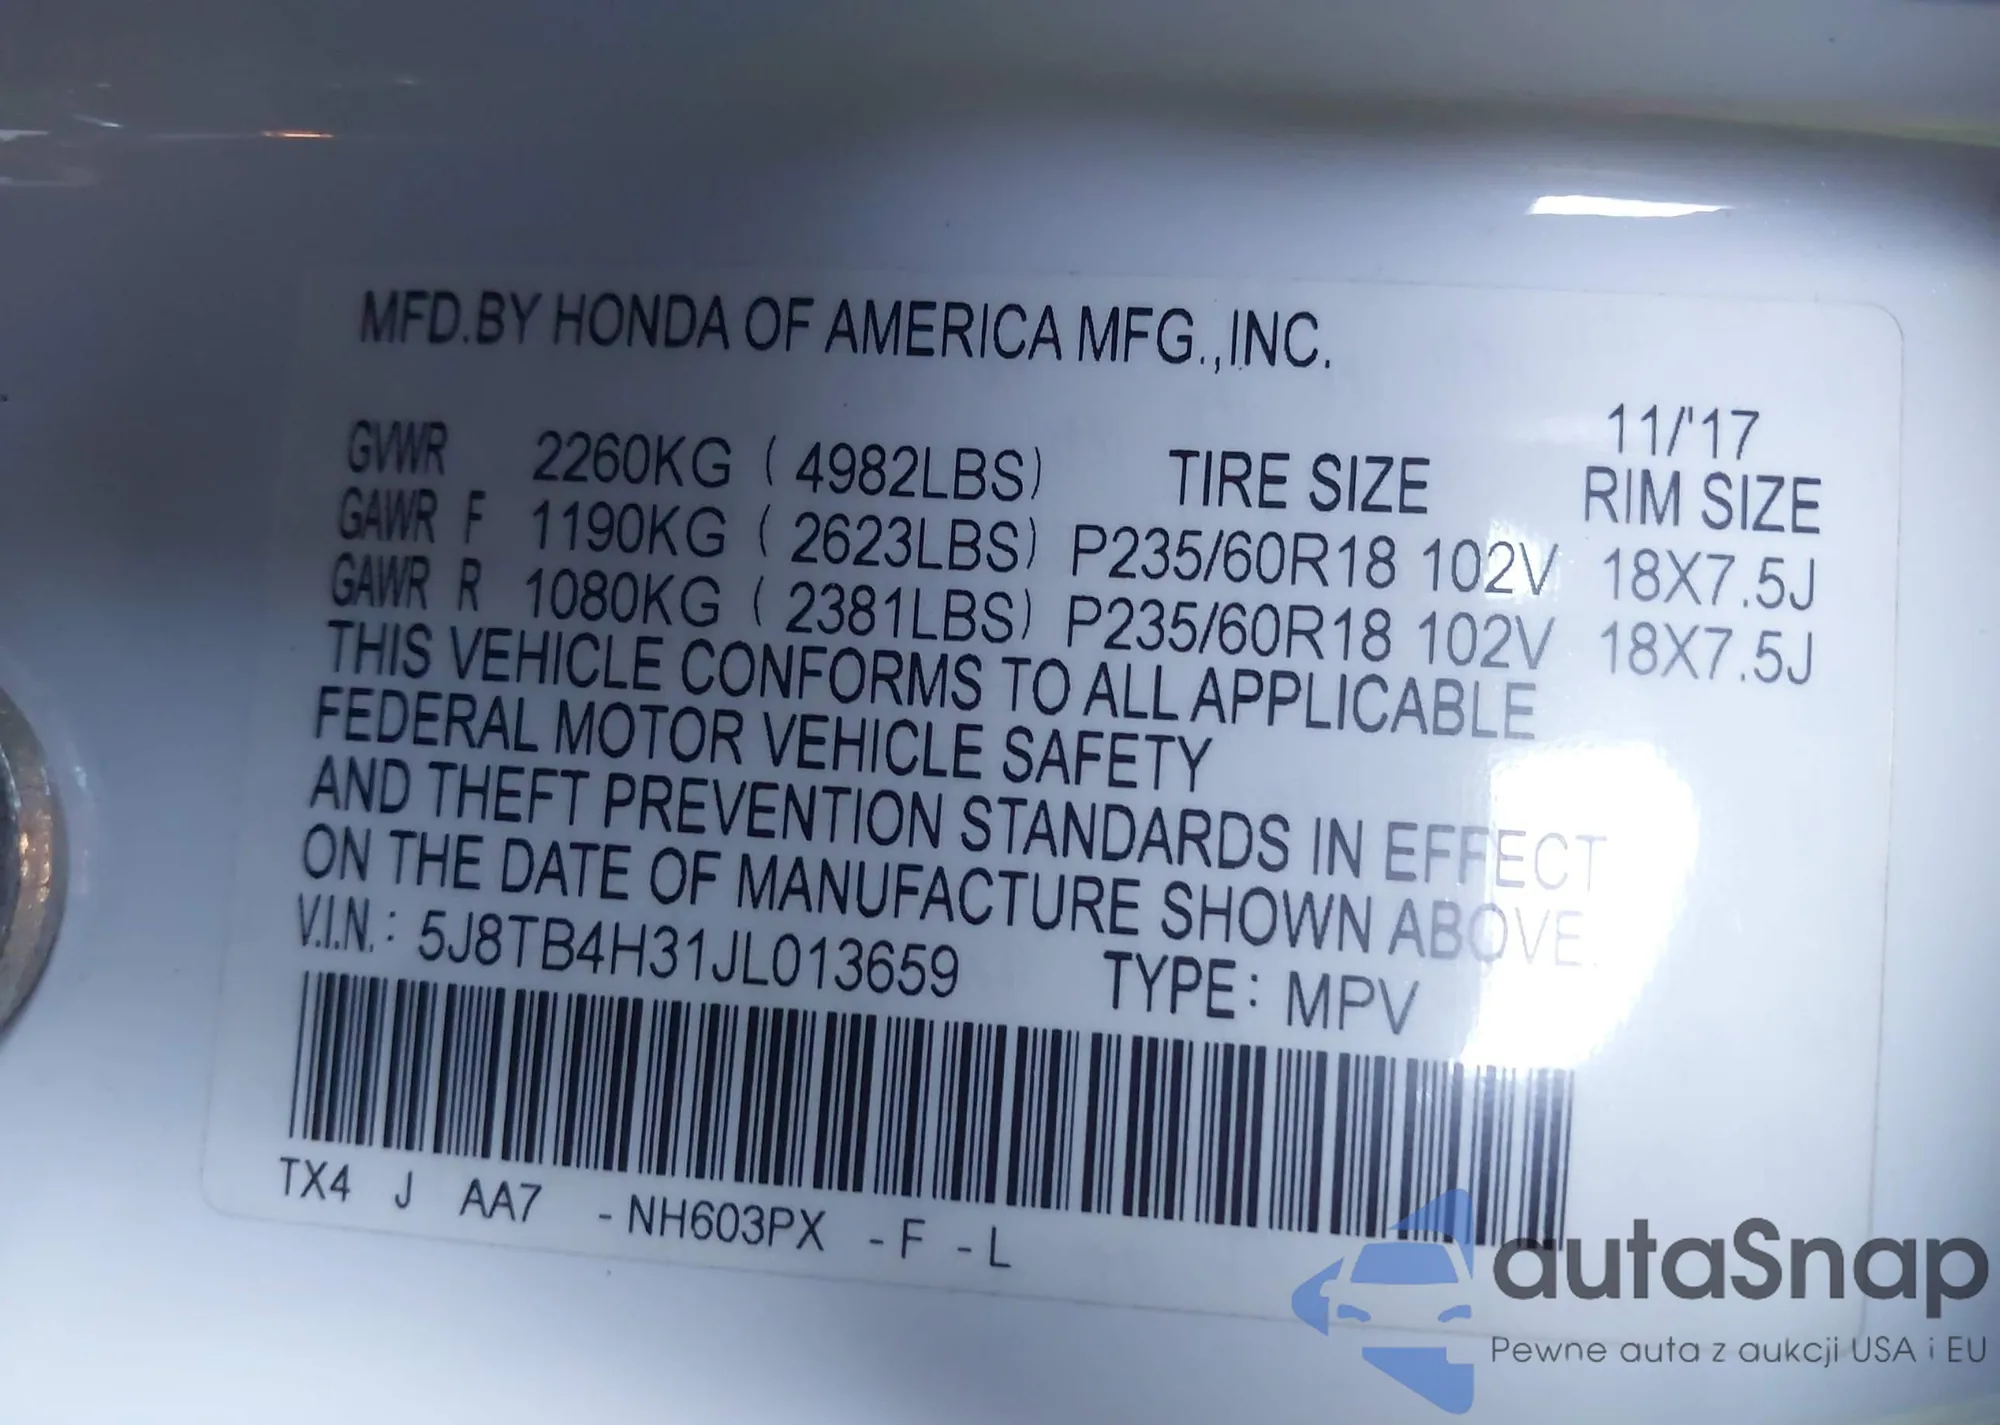 MFD.BY HONDA OF AMERICA MFG.,INC.
11/'17
GVWR 2260KG ( 4982LBS) TIRE SIZE RIM SIZE
GAWR F 1190KG ( 2623LBS) P235/60R18 102V 18X7.5J
GAWR R 1080KG ( 2381LBS) P235/60R18 102V 18X7.5J
THIS VEHICLE CONFORMS TO ALL APPLICABLE
FEDERAL MOTOR VEHICLE SAFETY
AND THEFT PREVENTION STANDARDS IN EFFECT
ON THE DATE OF MANUFACTURE SHOWN ABOVE.
V.I.N. : 5J8TB4H31JL013659 TYPE: MPV
TX4 J AA7 -NH603PX -F -L
autaSnap
Pewne auta z aukcji USA i EU